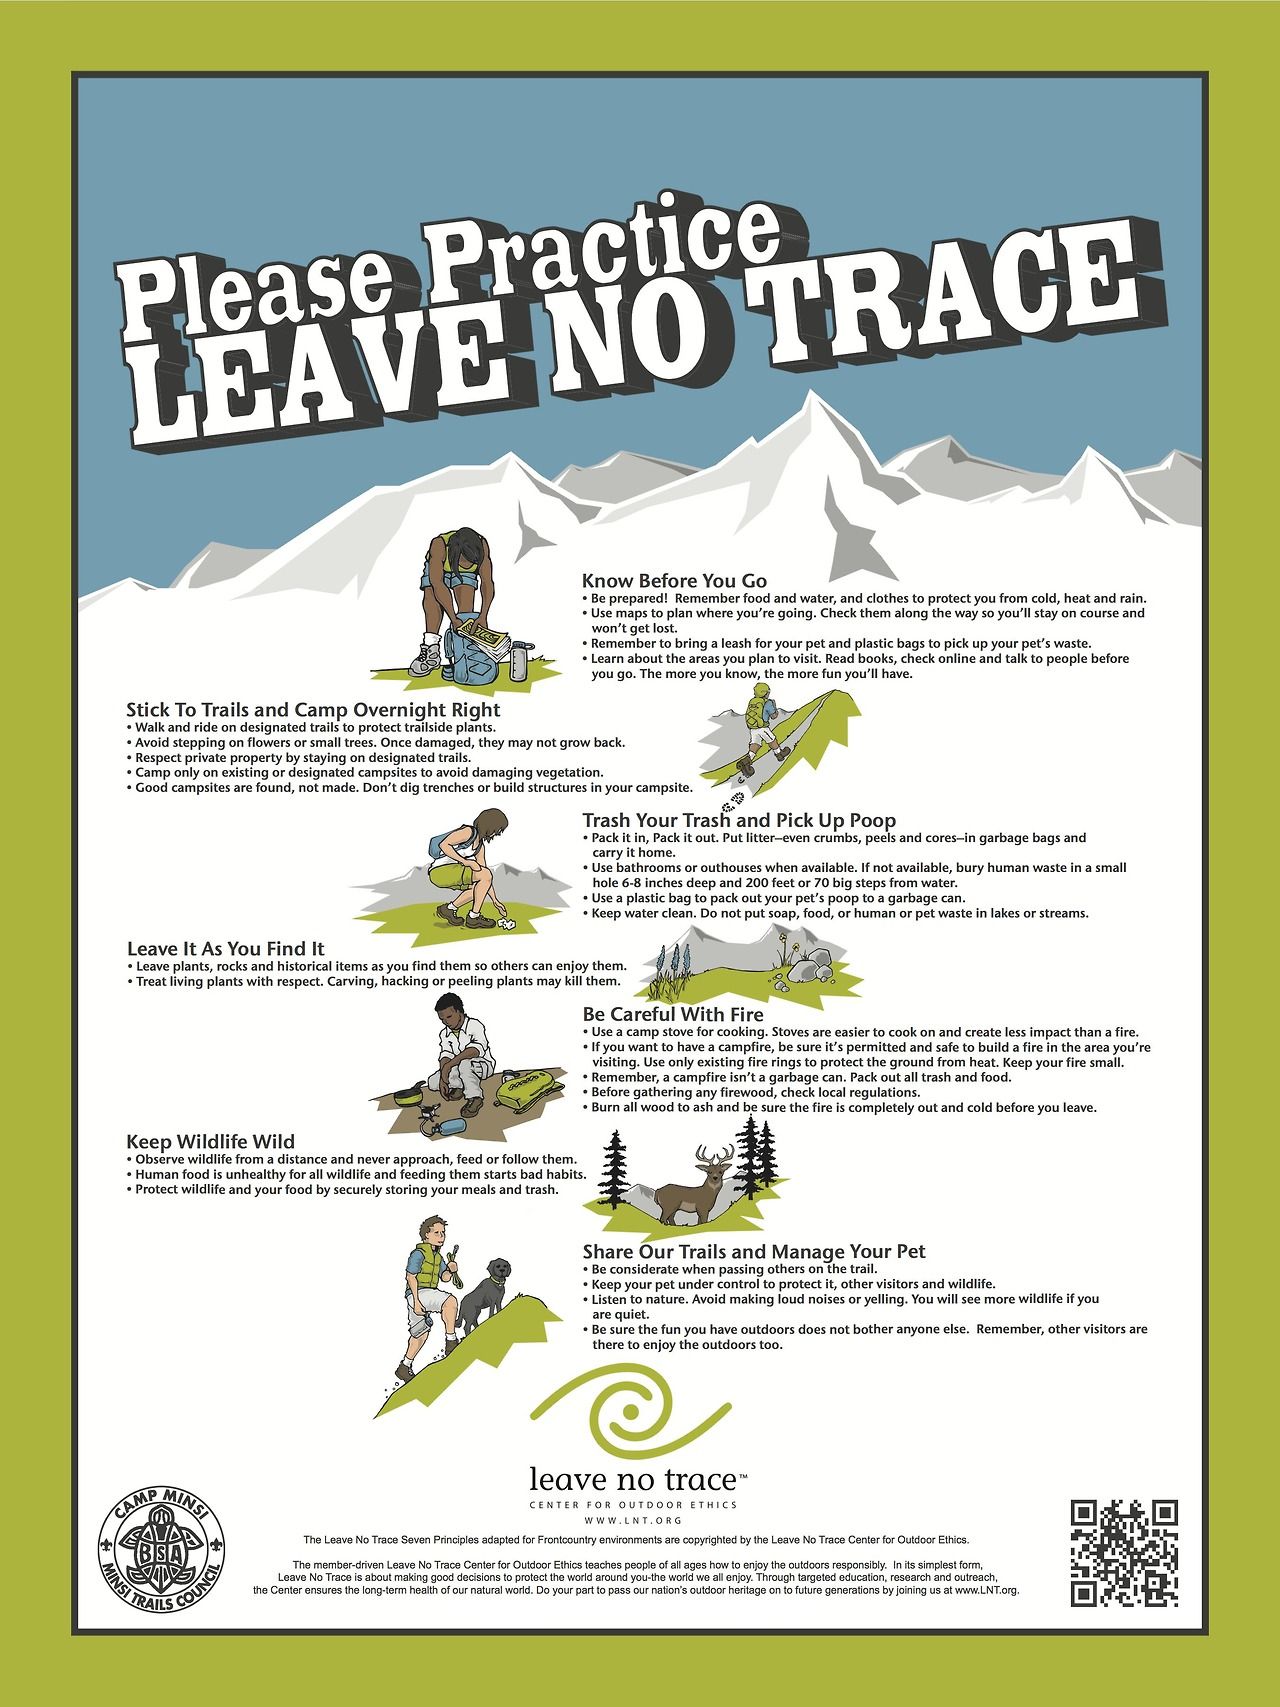 Please Practice
LEAVE NO TRACE
Know Before You Go
• Be prepared!  Remember food and water, and clothes to protect you from cold, heat and rain.
• Use maps to plan where you're going. Check them along the way so you'll stay on course and
won't get lost.
• Remember to bring a leash for your pet and plastic bags to pick up your pet's waste.
• Learn about the areas you plan to visit. Read books, check online and talk to people before
you go. The more you know, the more fun you'll have.
Stick To Trails and Camp Overnight Right
• Walk and ride on designated trails to protect trailside plants.
• Avoid stepping on flowers or small trees. Once damaged, they may not grow back.
• Respect private property by staying on designated trails.
• Camp only on existing or designated campsites to avoid damaging vegetation.
• Good campsites are found, not made. Don't dig trenches or build structures in your campsite.
Trash Your Trash and Pick Up Poop
• Pack it in, Pack it out. Put litter–even crumbs, peels and cores–in garbage bags and
carry it home.
• Use bathrooms or outhouses when available. If not available, bury human waste in a small
hole 6-8 inches deep and 200 feet or 70 big steps from water.
• Use a plastic bag to pack out your pet's poop to a garbage can.
• Keep water clean. Do not put soap, food, or human or pet waste in lakes or streams.
Leave It As You Find It
• Leave plants, rocks and historical items as you find them so others can enjoy them.
• Treat living plants with respect. Carving, hacking or peeling plants may kill them.
Be Careful With Fire
• Use a camp stove for cooking. Stoves are easier to cook on and create less impact than a fire.
• If you want to have a campfire, be sure it's permitted and safe to build a fire in the area you're
visiting. Use only existing fire rings to protect the ground from heat. Keep your fire small.
• Remember, a campfire isn't a garbage can. Pack out all trash and food.
• Before gathering any firewood, check local regulations.
• Burn all wood to ash and be sure the fire is completely out and cold before you leave.
Keep Wildlife Wild
• Observe wildlife from a distance and never approach, feed or follow them.
• Human food is unhealthy for all wildlife and feeding them starts bad habits.
• Protect wildlife and your food by securely storing your meals and trash.
Share Our Trails and Manage Your Pet
• Be considerate when passing others on the trail.
• Keep your pet under control to protect it, other visitors and wildlife.
• Listen to nature. Avoid making loud noises or yelling. You will see more wildlife if you
are quiet.
• Be sure the fun you have outdoors does not bother anyone else.  Remember, other visitors are
there to enjoy the outdoors too.
leave no trace™
CENTER FOR OUTDOOR ETHICS
WWW.LNT.ORG
CAMP MINSI
BSA
MINSI TRAILS COUNCIL
The Leave No Trace Seven Principles adapted for Frontcountry environments are copyrighted by the Leave No Trace Center for Outdoor Ethics.
The member-driven Leave No Trace Center for Outdoor Ethics teaches people of all ages how to enjoy the outdoors responsibly.  In its simplest form,
Leave No Trace is about making good decisions to protect the world around you-the world we all enjoy. Through targeted education, research and outreach,
the Center ensures the long-term health of our natural world. Do your part to pass our nation's outdoor heritage on to future generations by joining us at www.LNT.org.